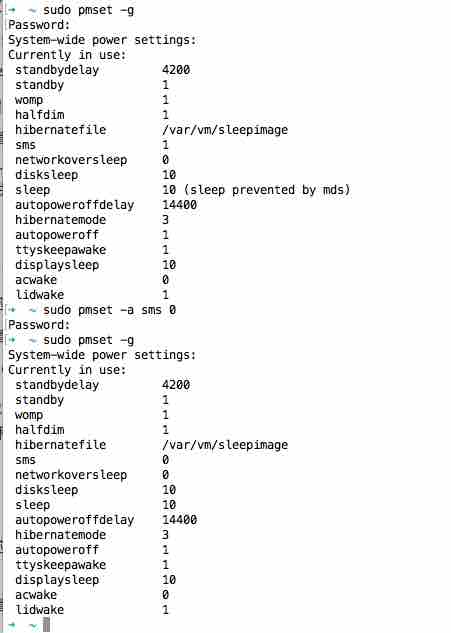 ➜  ~ sudo pmset -g
Password:
System-wide power settings:
Currently in use:
 standbydelay         4200
 standby              1
 womp                 1
 halfdim              1
 hibernatefile        /var/vm/sleepimage
 sms                  1
 networkoversleep     0
 disksleep            10
 sleep                10 (sleep prevented by mds)
 autopoweroffdelay    14400
 hibernatemode        3
 autopoweroff         1
 ttyskeepawake        1
 displaysleep         10
 acwake               0
 lidwake              1
➜  ~ sudo pmset -a sms 0
Password:
➜  ~ sudo pmset -g
System-wide power settings:
Currently in use:
 standbydelay         4200
 standby              1
 womp                 1
 halfdim              1
 hibernatefile        /var/vm/sleepimage
 sms                  0
 networkoversleep     0
 disksleep            10
 sleep                10
 autopoweroffdelay    14400
 hibernatemode        3
 autopoweroff         1
 ttyskeepawake        1
 displaysleep         10
 acwake               0
 lidwake              1
➜  ~